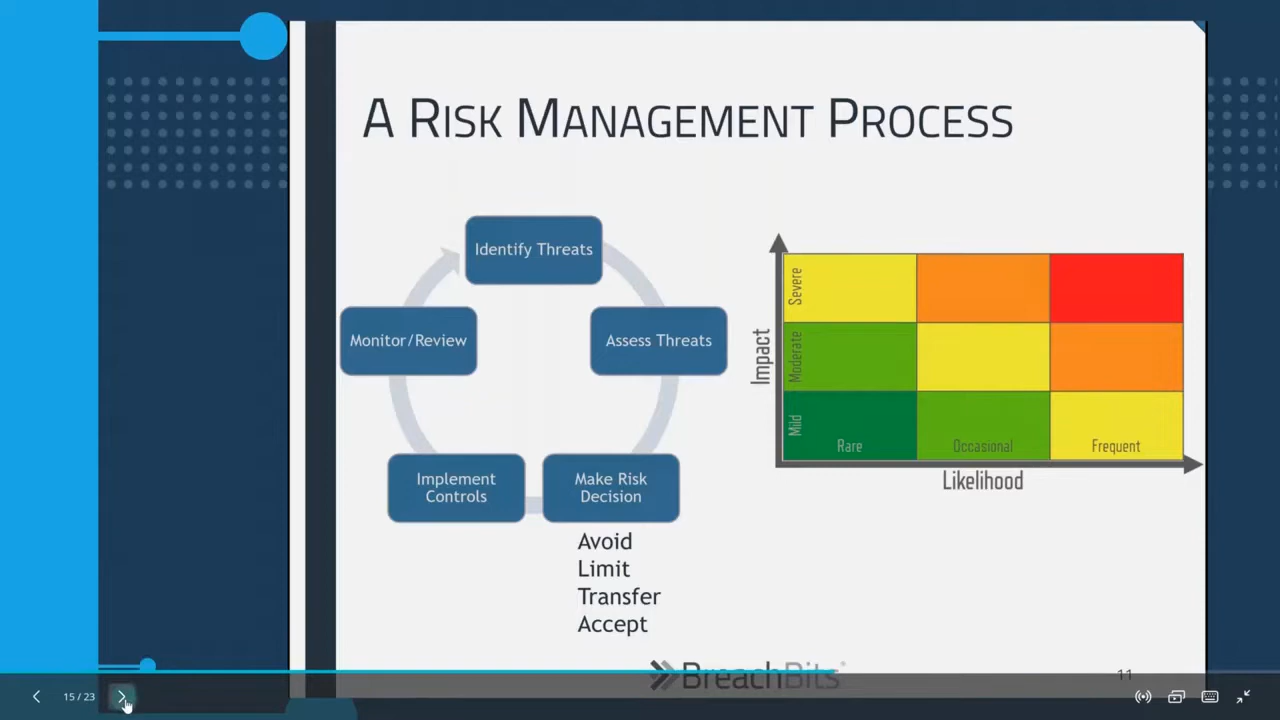 A RISK MANAGEMENT PROCESS
Identify Threats
Monitor/Review
Assess Threats
Implement
Controls
Make Risk
Decision
Avoid
Limit
Transfer
Accept
Impact
Severe
Moderate
Mild
Rare
Occasional
Frequent
Likelihood
BreachBits
11
15 / 23